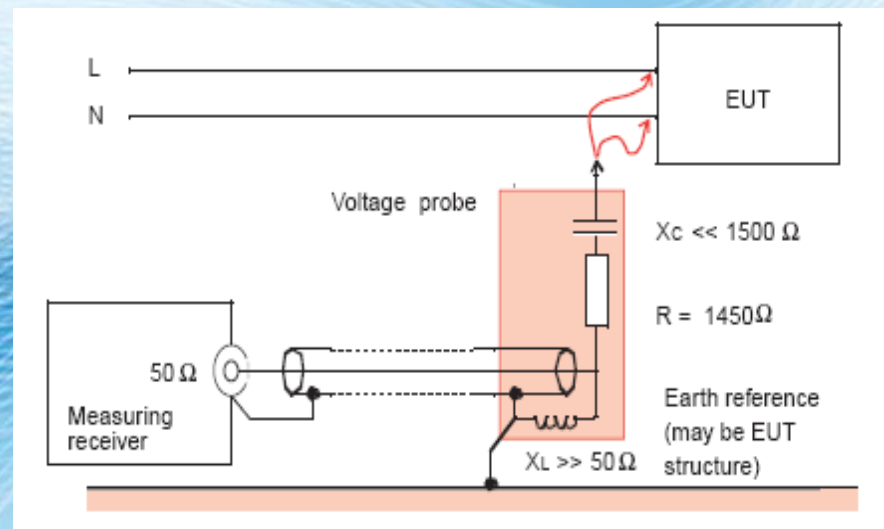 L
N
EUT
Voltage probe
Xc << 1500 Ω
R = 1450Ω
50 Ω
Measuring
receiver
Earth reference
(may be EUT
structure)
XL >> 50 Ω